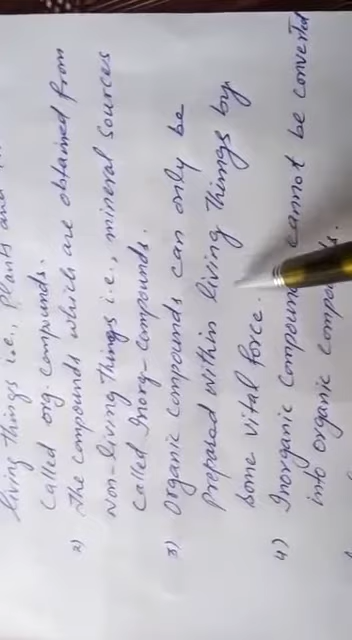 living things i.e., Plants and
called org. compounds.
2) The compounds which are obtained from
Non-living things i.e., mineral sources
called Inorg-compounds.
3) Organic compounds can only be
Prepared within living things by
some vital force.
4) Inorganic compound cannot be converted
into organic compounds.